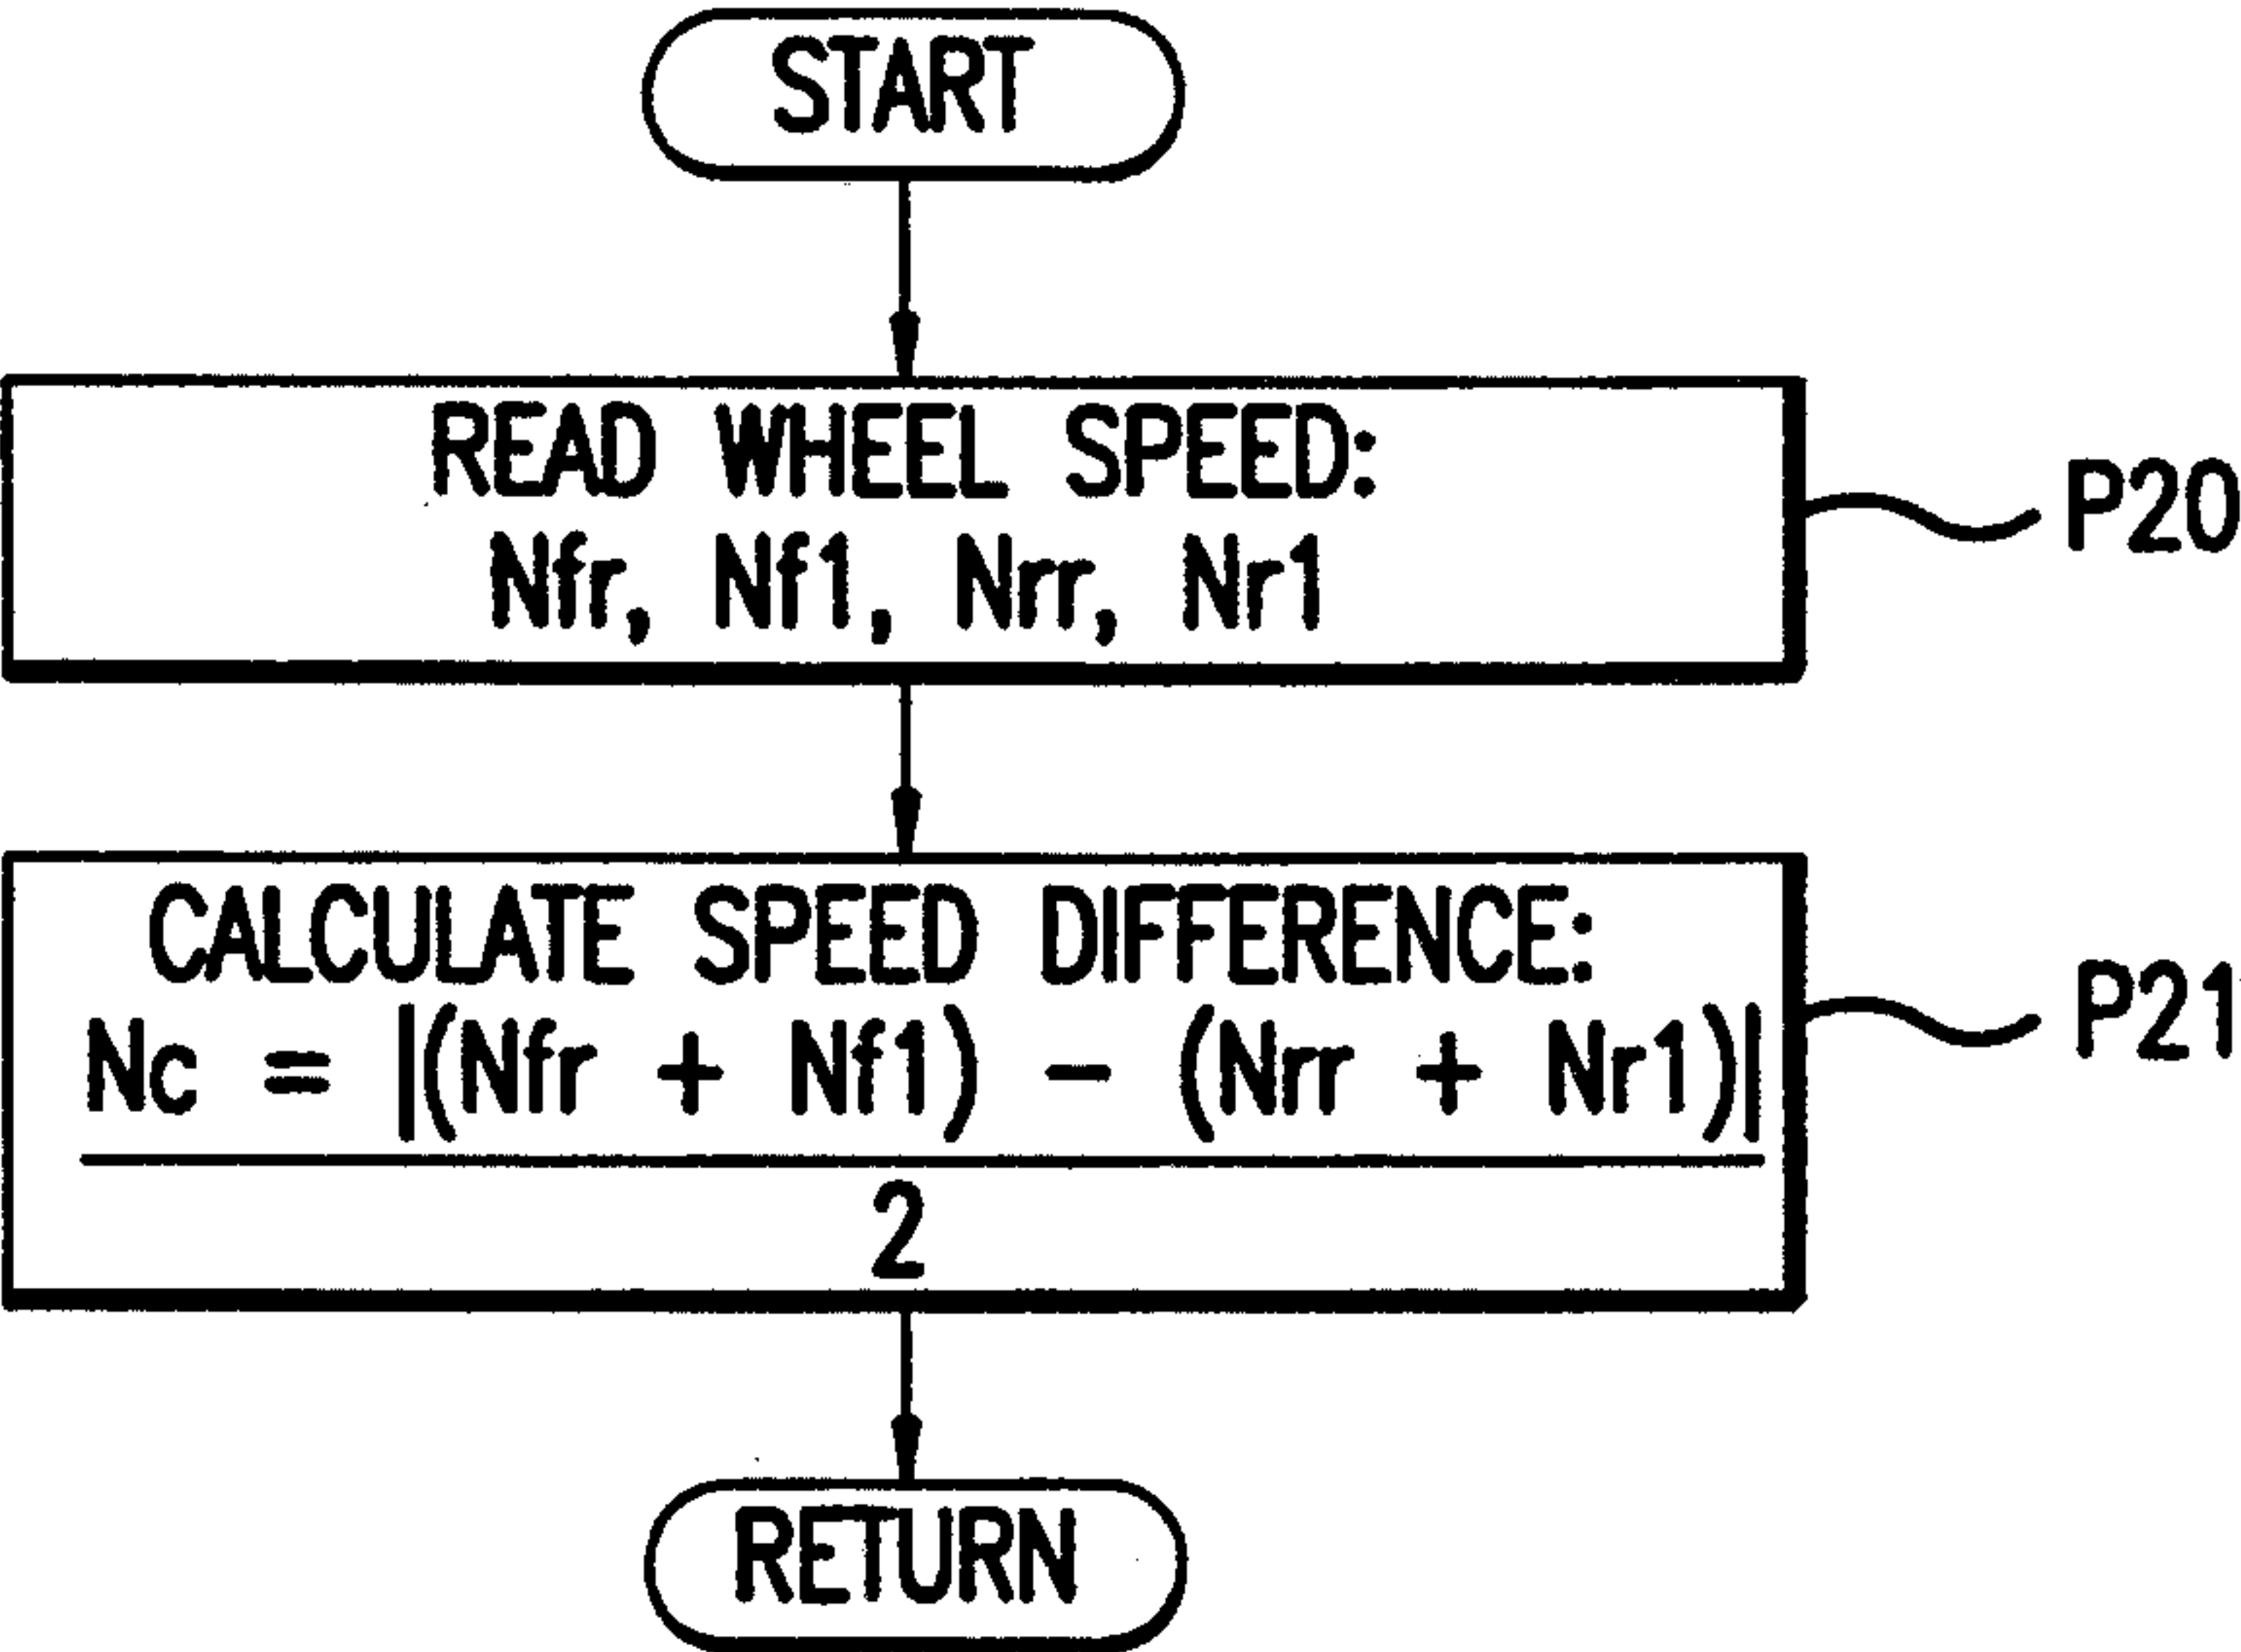 START
READ WHEEL SPEED:
Nfr, Nf1, Nrr, Nr1
P20
CALCULATE SPEED DIFFERENCE:
Nc = |(Nfr + Nf1) - (Nrr + Nr1)|
2
P21
RETURN